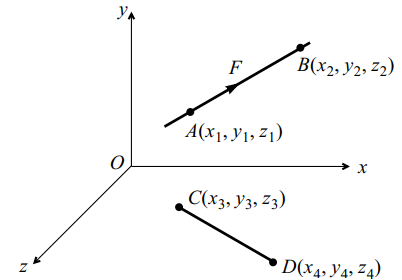 y
B(x₂, y₂, z₂)
F
A(x₁, y₁, z₁)
O
x
C(x₃, y₃, z₃)
z
D(x₄, y₄, z₄)